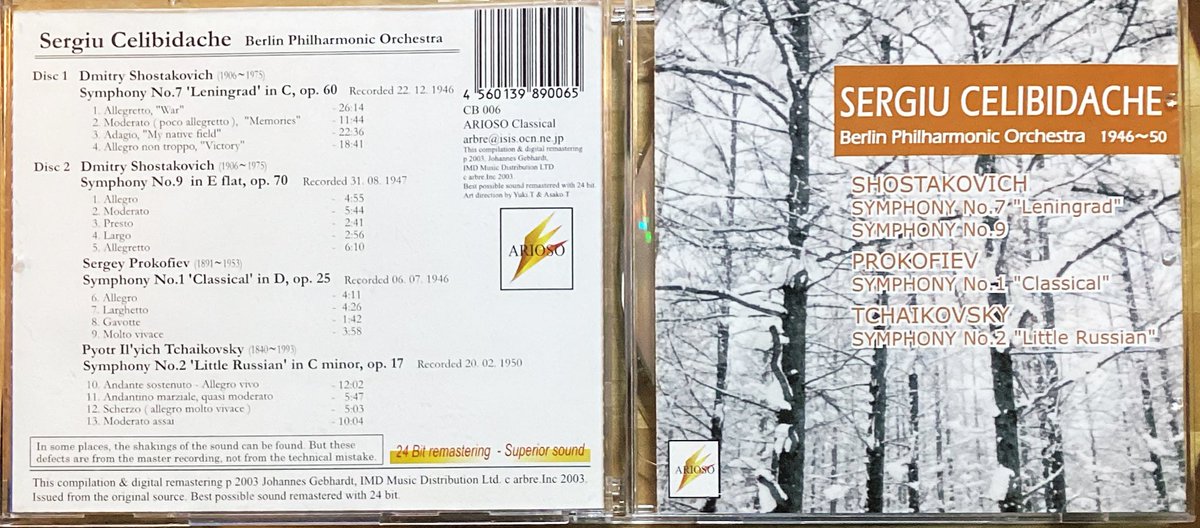 Sergiu Celibidache Berlin Philharmonic Orchestra
Disc 1 Dmitry Shostakovich (1906~1975)
Symphony No.7 'Leningrad' in C, op. 60 Recorded 22. 12. 1946
1. Allegretto, "War" - 26:14
2. Moderato ( poco allegretto ), "Memories" - 11:44
3. Adagio, "My native field" - 22:36
4. Allegro non troppo, "Victory" - 18:41
Disc 2 Dmitry Shostakovich (1906~1975)
Symphony No.9 in E flat, op. 70 Recorded 31. 08. 1947
1. Allegro - 4:55
2. Moderato - 5:44
3. Presto - 2:41
4. Largo - 2:56
5. Allegretto - 6:10
Sergey Prokofiev (1891~1953)
Symphony No.1 'Classical' in D, op. 25 Recorded 06. 07. 1946
6. Allegro - 4:11
7. Larghetto - 4:26
8. Gavotte - 1:42
9. Molto vivace - 3:58
Pyotr Il'yich Tchaikovsky (1840~1993)
Symphony No.2 'Little Russian' in C minor, op. 17 Recorded 20. 02. 1950
10. Andante sostenuto - Allegro vivo - 12:02
11. Andantino marziale, quasi moderato - 5:47
12. Scherzo ( allegro molto vivace ) - 5:03
13. Moderato assai - 10:04
In some places, the shakings of the sound can be found. But these
defects are from the master recording, not from the technical mistake.
24 Bit remastering - Superior sound
This compilation & digital remastering p 2003 Johannes Gebhardt, IMD Music Distribution Ltd. c arbre.Inc 2003.
Issued from the original source. Best possible sound remastered with 24 bit.
4 560139 890065
CB 006
ARIOSO Classical
arbre@isis.ocn.ne.jp
This compilation & digital remastering
p 2003. Johannes Gebhardt,
IMD Music Distribution LTD
c arbre.Inc 2003.
Best possible sound remastered with 24 bit.
Art direction by Yuki.T & Asako.T
ARIOSO
SERGIU CELIBIDACHE
Berlin Philharmonic Orchestra 1946~50
SHOSTAKOVICH
SYMPHONY No.7 "Leningrad"
SYMPHONY No.9
PROKOFIEV
SYMPHONY No.1 "Classical"
TCHAIKOVSKY
SYMPHONY No.2 "Little Russian"
ARIOSO